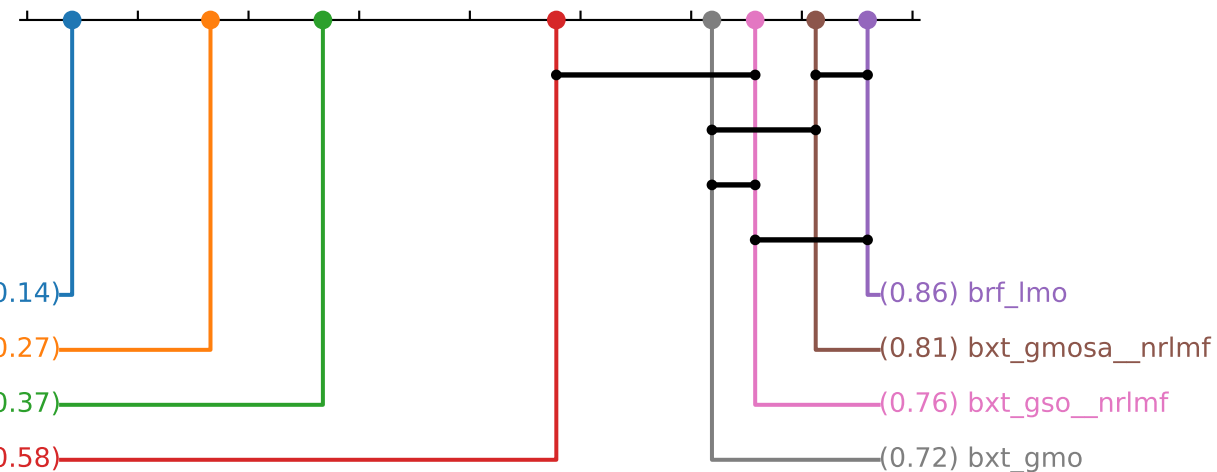 0.14) (0.86) brf_lmo
0.27) (0.81) bxt_gmosa__nrlmf
0.37) (0.76) bxt_gso__nrlmf
0.58) (0.72) bxt_gmo